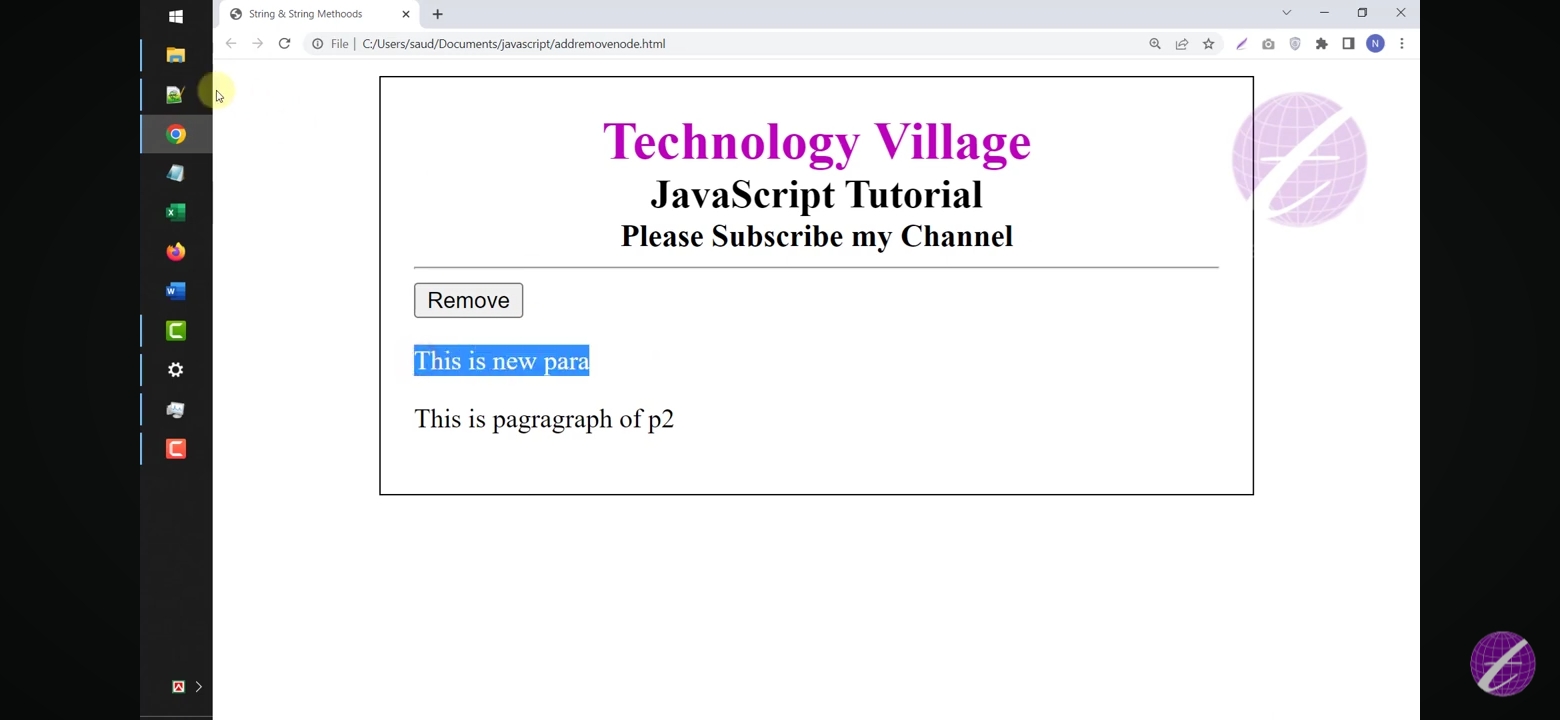 String & String Methoods
File
C:/Users/saud/Documents/javascript/addremovenode.html
N
Technology Village
JavaScript Tutorial
Please Subscribe my Channel
Remove
This is new para
This is pagragraph of p2